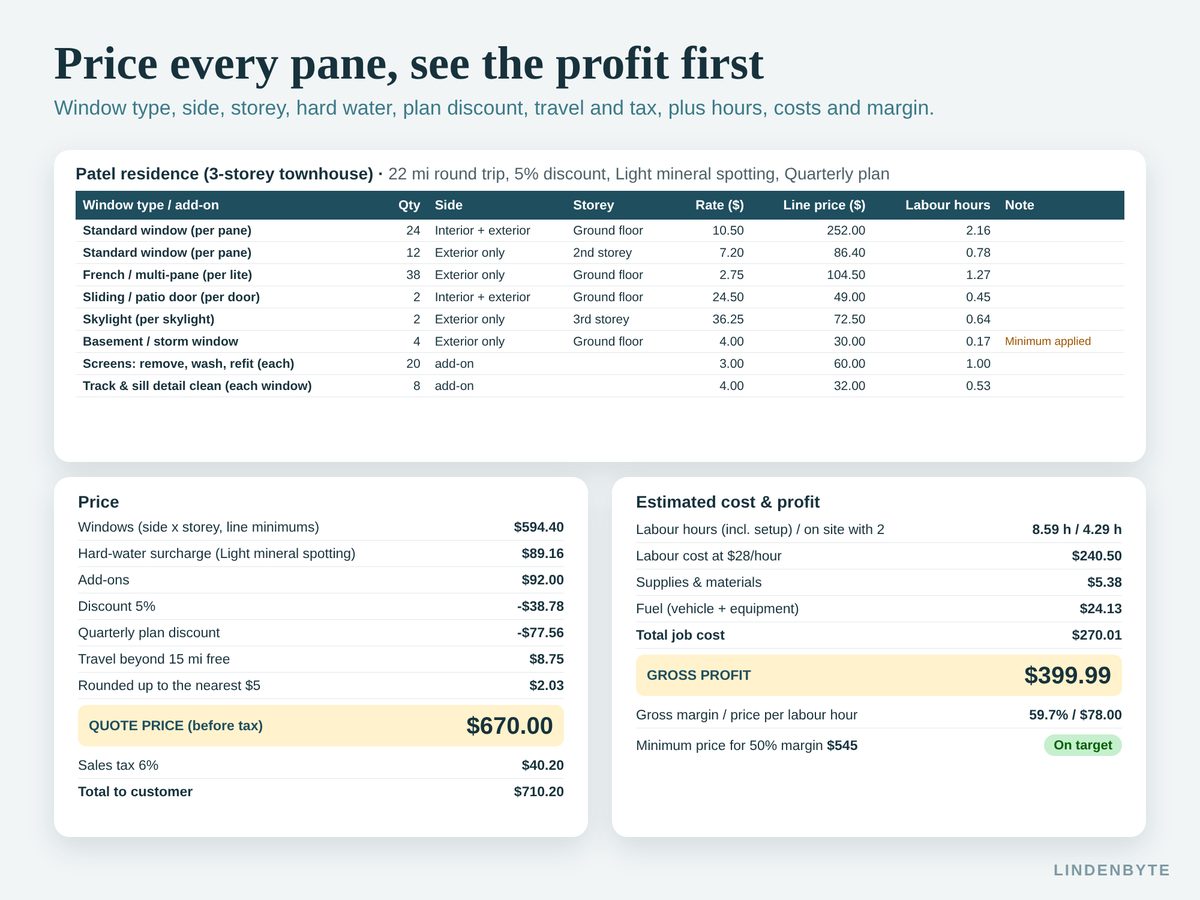 Price every pane, see the profit first
Window type, side, storey, hard water, plan discount, travel and tax, plus hours, costs and margin.
Patel residence (3-storey townhouse) · 22 mi round trip, 5% discount, Light mineral spotting, Quarterly plan
Window type / add-on Qty Side Storey Rate ($) Line price ($) Labour hours Note
Standard window (per pane) 24 Interior + exterior Ground floor 10.50 252.00 2.16
Standard window (per pane) 12 Exterior only 2nd storey 7.20 86.40 0.78
French / multi-pane (per lite) 38 Exterior only Ground floor 2.75 104.50 1.27
Sliding / patio door (per door) 2 Interior + exterior Ground floor 24.50 49.00 0.45
Skylight (per skylight) 2 Exterior only 3rd storey 36.25 72.50 0.64
Basement / storm window 4 Exterior only Ground floor 4.00 30.00 0.17 Minimum applied
Screens: remove, wash, refit (each) 20 add-on 3.00 60.00 1.00
Track & sill detail clean (each window) 8 add-on 4.00 32.00 0.53
Price
Windows (side x storey, line minimums) $594.40
Hard-water surcharge (Light mineral spotting) $89.16
Add-ons $92.00
Discount 5% -$38.78
Quarterly plan discount -$77.56
Travel beyond 15 mi free $8.75
Rounded up to the nearest $5 $2.03
QUOTE PRICE (before tax) $670.00
Sales tax 6% $40.20
Total to customer $710.20
Estimated cost & profit
Labour hours (incl. setup) / on site with 2 8.59 h / 4.29 h
Labour cost at $28/hour $240.50
Supplies & materials $5.38
Fuel (vehicle + equipment) $24.13
Total job cost $270.01
GROSS PROFIT $399.99
Gross margin / price per labour hour 59.7% / $78.00
Minimum price for 50% margin $545 On target
LINDENBYTE